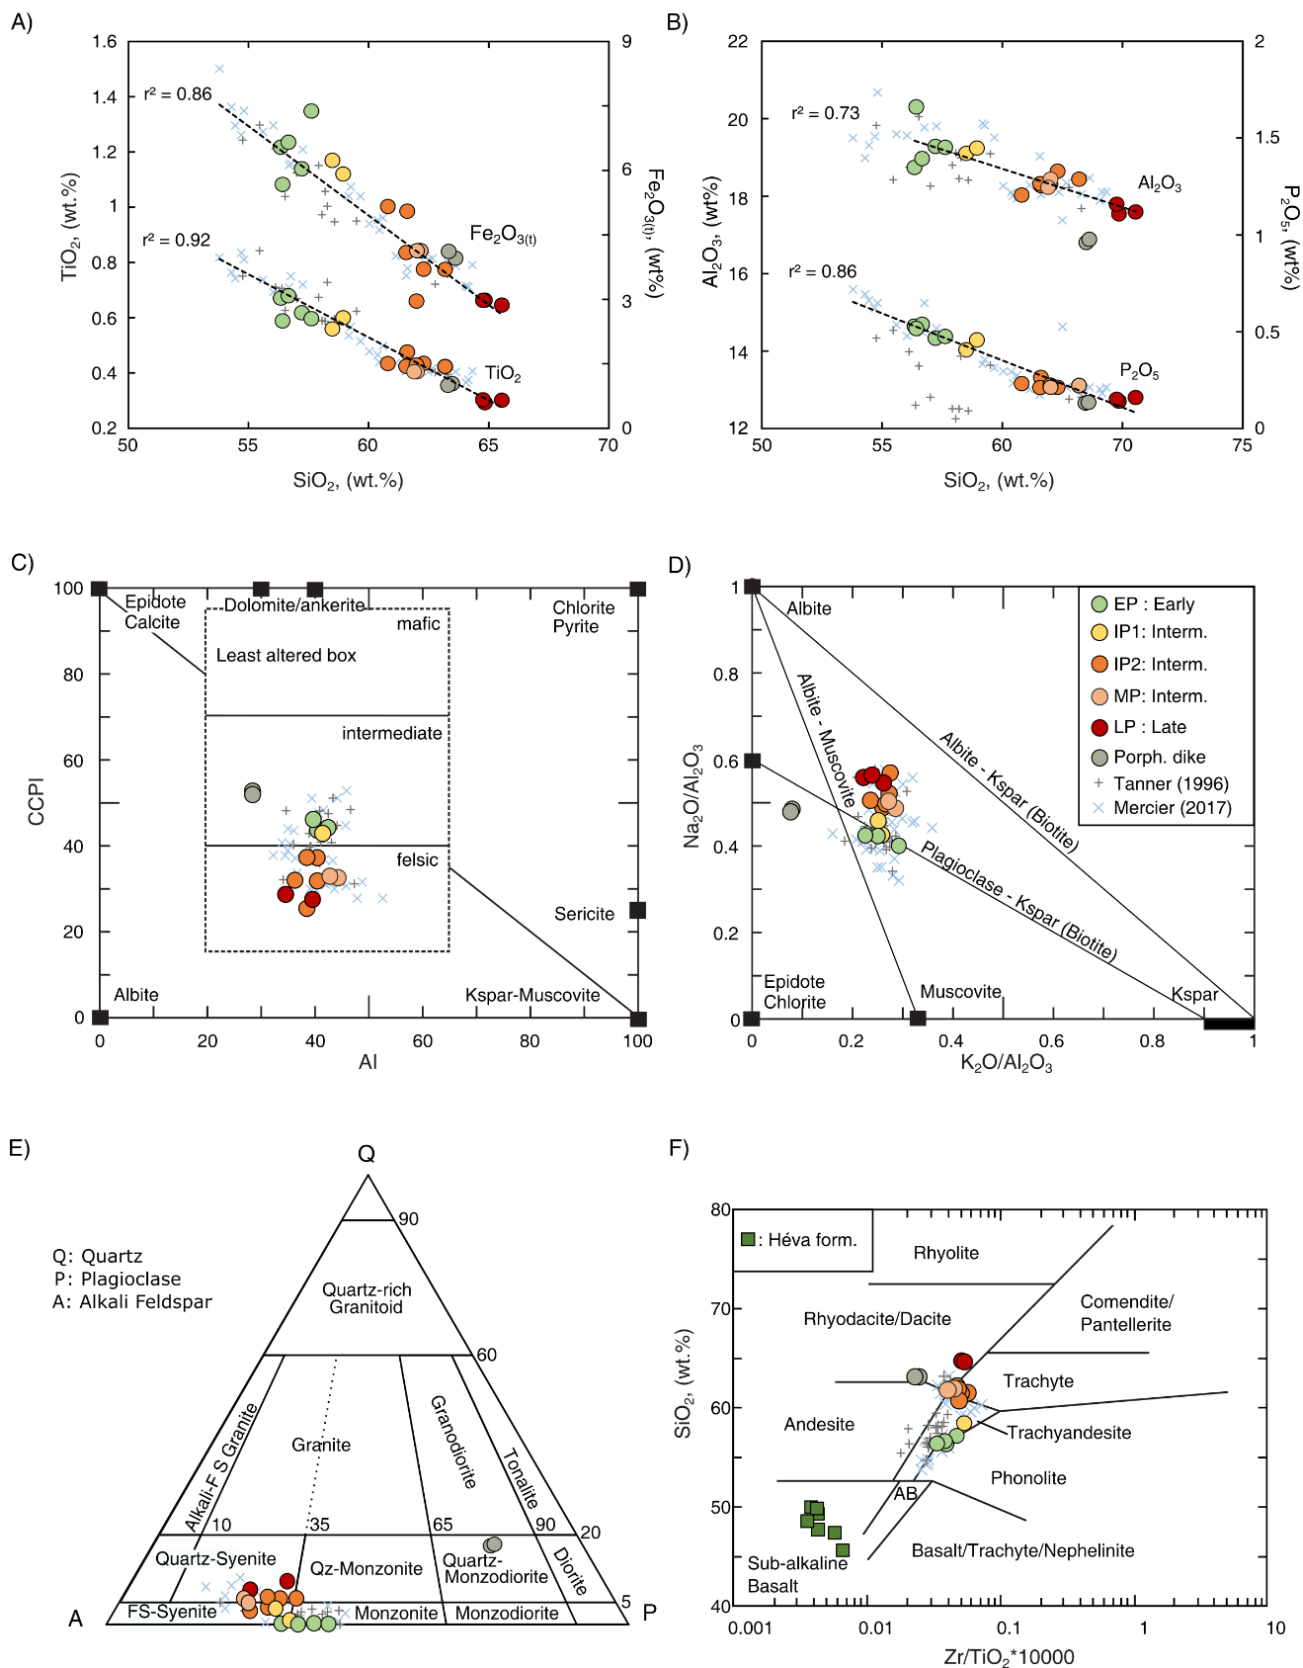 A)
1.6
1.4
1.2
1.0
0.8
0.6
0.4
0.2
TiO2, (wt.%)
9
6
3
0
Fe2O3(t), (wt%)
r² = 0.86
r² = 0.92
Fe2O3(t)
TiO2
50
55
60
65
70
SiO2, (wt.%)
B)
22
20
18
16
14
12
Al2O3, (wt%)
2
1.5
1
0.5
0
P2O5, (wt%)
r² = 0.73
r² = 0.86
Al2O3
P2O5
50
55
60
65
70
75
SiO2, (wt.%)
C)
100
80
60
40
20
0
CCPI
Epidote
Calcite
Dolomite/ankerite
mafic
Chlorite
Pyrite
Least altered box
intermediate
felsic
Sericite
Albite
Kspar-Muscovite
0
20
40
60
80
100
AI
D)
1
0.8
0.6
0.4
0.2
0
Na2O/Al2O3
Albite
Albite - Muscovite
Albite - Kspar (Biotite)
Plagioclase - Kspar (Biotite)
EP : Early
IP1: Interm.
IP2: Interm.
MP: Interm.
LP : Late
Porph. dike
Tanner (1996)
Mercier (2017)
Epidote
Chlorite
Muscovite
Kspar
0
0.2
0.4
0.6
0.8
1
K2O/Al2O3
E)
Q
Q: Quartz
P: Plagioclase
A: Alkali Feldspar
90
Quartz-rich
Granitoid
60
Alkali-F S Granite
Granite
Granodiorite
Tonalite
10
35
65
90
20
Quartz-Syenite
Qz-Monzonite
Quartz-
Monzodiorite
Diorite
5
A
FS-Syenite
Monzonite
Monzodiorite
P
F)
80
70
60
50
40
SiO2, (wt.%)
: Héva form.
Rhyolite
Rhyodacite/Dacite
Comendite/
Pantellerite
Trachyte
Andesite
Trachyandesite
Phonolite
AB
Sub-alkaline
Basalt
Basalt/Trachyte/Nephelinite
0.001
0.01
0.1
1
10
Zr/TiO2*10000